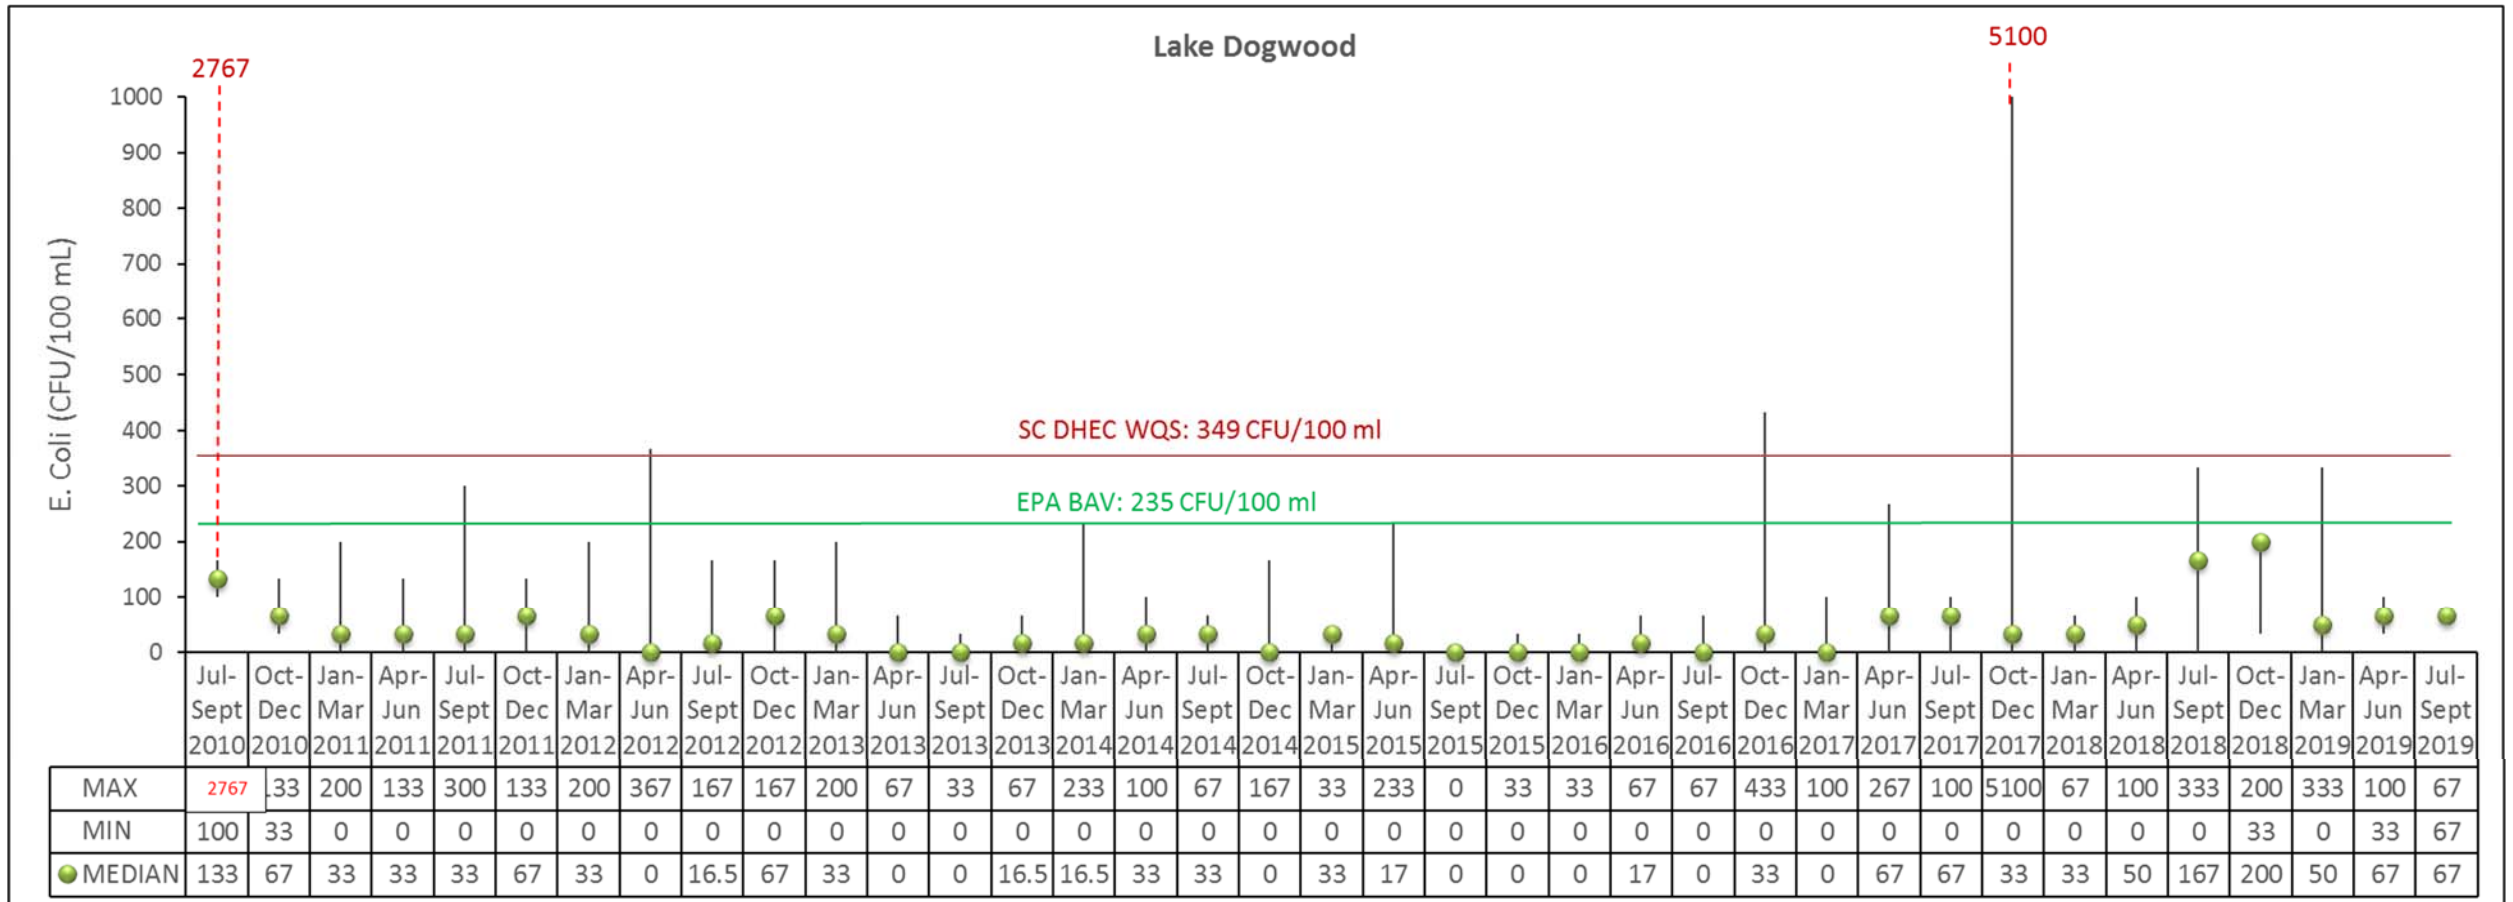 Lake Dogwood
2767
5100
E. Coli (CFU/100 mL)
1000
900
800
700
600
500
400
300
200
100
0
SC DHEC WQS: 349 CFU/100 ml
EPA BAV: 235 CFU/100 ml
Jul- Oct- Jan- Apr- Jul- Oct- Jan- Apr- Jul- Oct- Jan- Apr- Jul- Oct- Jan- Apr- Jul- Oct- Jan- Apr- Jul- Oct- Jan- Apr- Jul- Oct- Jan- Apr- Jul- Oct- Jan- Apr- Jul- Oct- Jan- Apr- Jul-
Sept Dec Mar Jun Sept Dec Mar Jun Sept Dec Mar Jun Sept Dec Mar Jun Sept Dec Mar Jun Sept Dec Mar Jun Sept Dec Mar Jun Sept Dec Mar Jun Sept Dec Mar Jun Sept
2010 2010 2011 2011 2011 2011 2012 2012 2012 2012 2013 2013 2013 2013 2014 2014 2014 2014 2015 2015 2015 2015 2016 2016 2016 2016 2017 2017 2017 2017 2018 2018 2018 2018 2019 2019 2019
MAX 2767 133 200 133 300 133 200 367 167 167 200 67 33 67 233 100 67 167 33 233 0 33 33 67 67 433 100 267 100 5100 67 100 333 200 333 100 67
MIN 100 33 0 0 0 0 0 0 0 0 0 0 0 0 0 0 0 0 0 0 0 0 0 0 0 0 0 0 0 0 0 0 0 33 0 33 67
MEDIAN 133 67 33 33 33 67 33 0 16.5 67 33 0 0 16.5 16.5 33 33 0 33 17 0 0 0 17 0 33 0 67 67 33 33 50 167 200 50 67 67